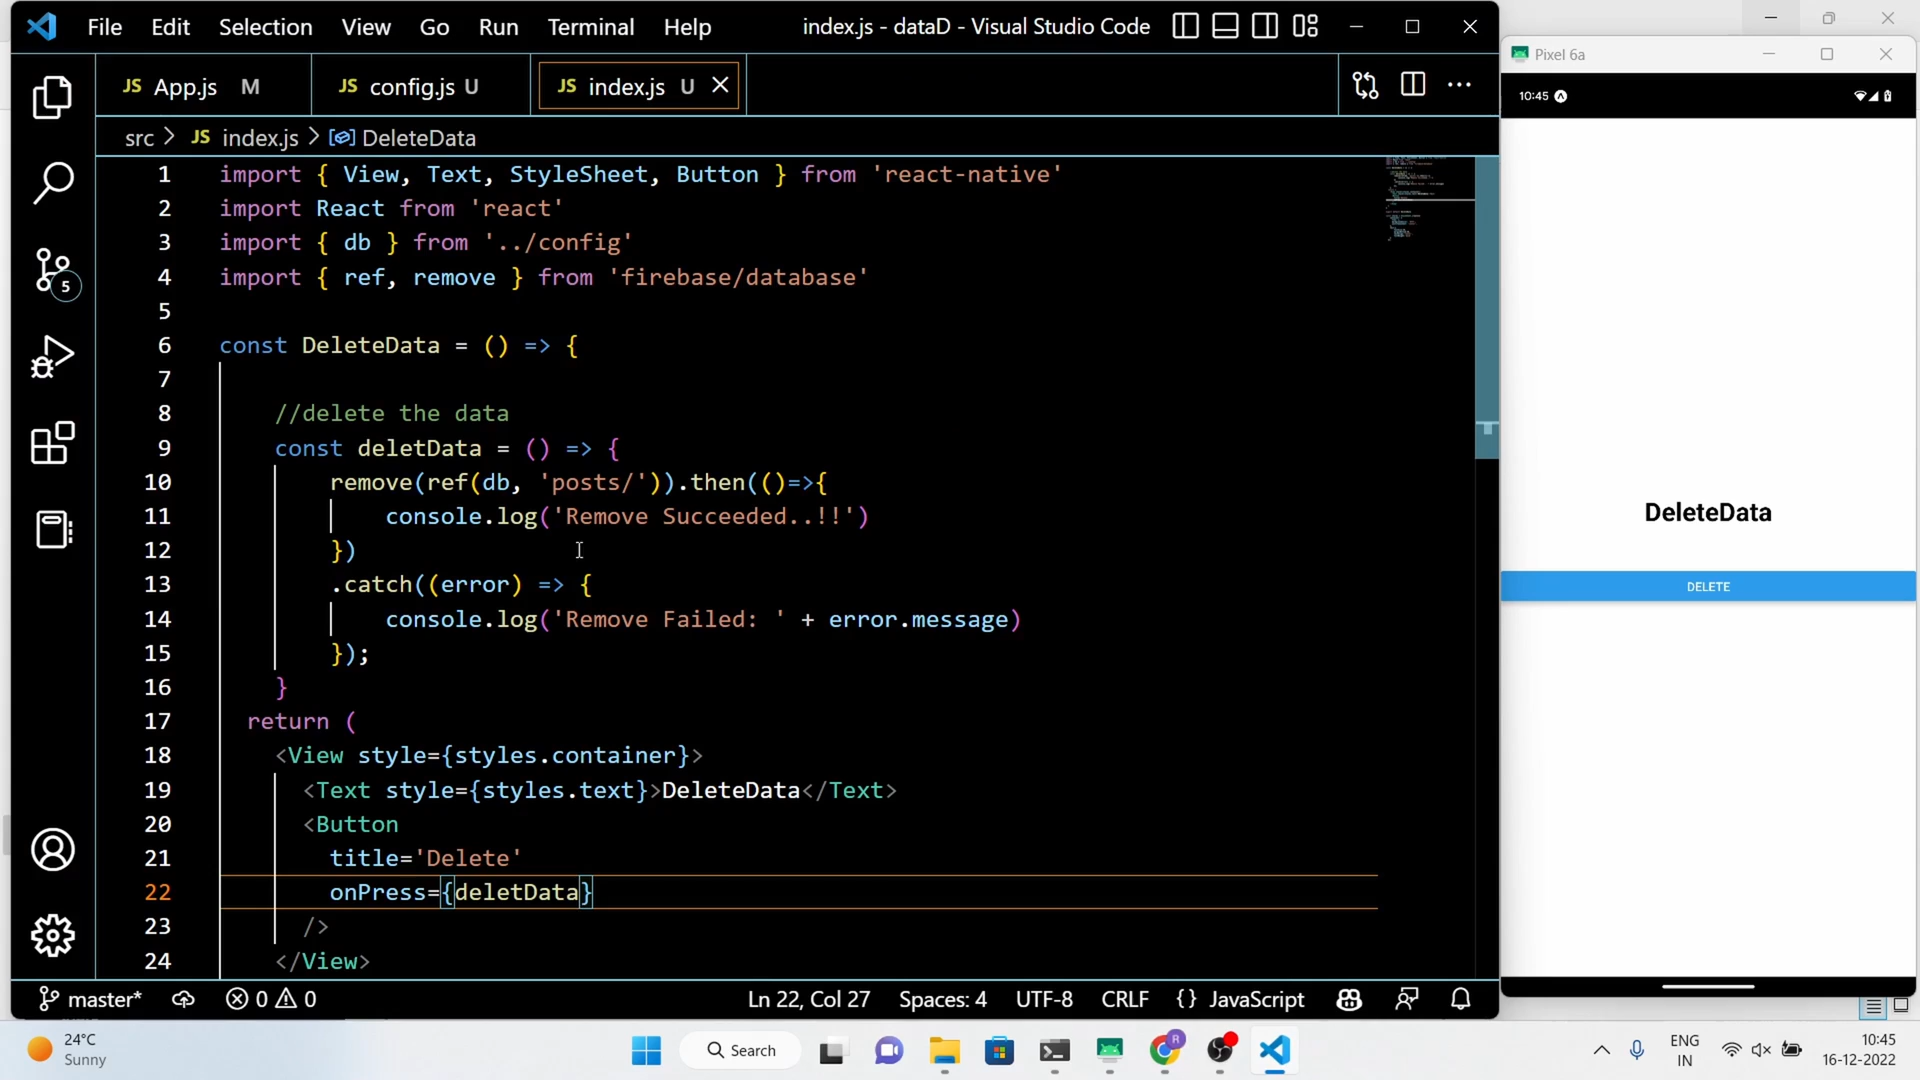 File Edit Selection View Go Run Terminal Help index.js - dataD - Visual Studio Code
JS App.js M JS config.js U JS index.js U
src > JS index.js > DeleteData
1 import { View, Text, StyleSheet, Button } from 'react-native'
2 import React from 'react'
3 import { db } from '../config'
4 import { ref, remove } from 'firebase/database'
5
6 const DeleteData = () => {
7
8 //delete the data
9 const deletData = () => {
10 remove(ref(db, 'posts/')).then(()=>{
11 console.log('Remove Succeeded..!!')
12 })
13 .catch((error) => {
14 console.log('Remove Failed: ' + error.message)
15 });
16 }
17 return (
18 <View style={styles.container}>
19 <Text style={styles.text}>DeleteData</Text>
20 <Button
21 title='Delete'
22 onPress={deletData}
23 />
24 </View>
5
master* 0 0 Ln 22, Col 27 Spaces: 4 UTF-8 CRLF {} JavaScript
Pixel 6a
10:45
DeleteData
DELETE
24°C
Sunny
Search
R
ENG
IN
10:45
16-12-2022